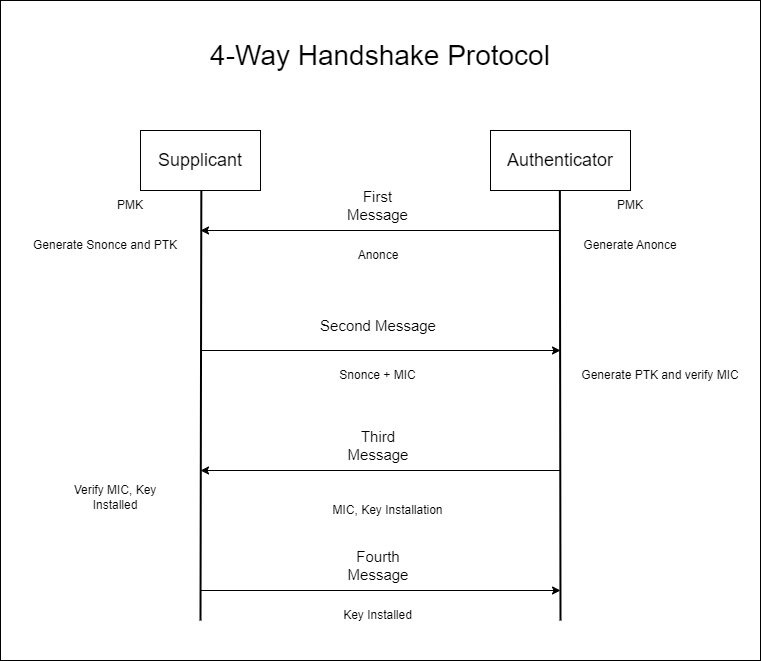 4-Way Handshake Protocol
Supplicant
Authenticator
PMK
First
Message
PMK
Generate Snonce and PTK
Anonce
Generate Anonce
Second Message
Snonce + MIC
Generate PTK and verify MIC
Third
Message
Verify MIC, Key
Installed
MIC, Key Installation
Fourth
Message
Key Installed